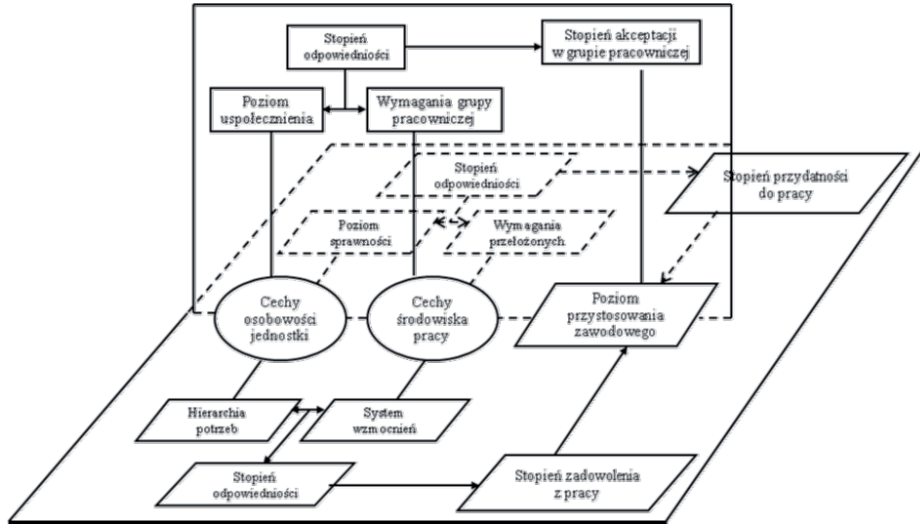 Stopień
odpowiedniości
Stopień akceptacji
w grupie pracowniczej
Poziom
uspołecznienia
Wymagania grupy
pracowniczej
Stopień
odpowiedniości
Stopień przydatności
do pracy
Poziom
sprawności
Wymagania
przełożonych
Cechy
osobowości
jednostki
Cechy
środowiska
pracy
Poziom
przystosowania
zawodowego
Hierarchia
potrzeb
System
wzmocnień
Stopień
odpowiedniości
Stopień zadowolenia
z pracy